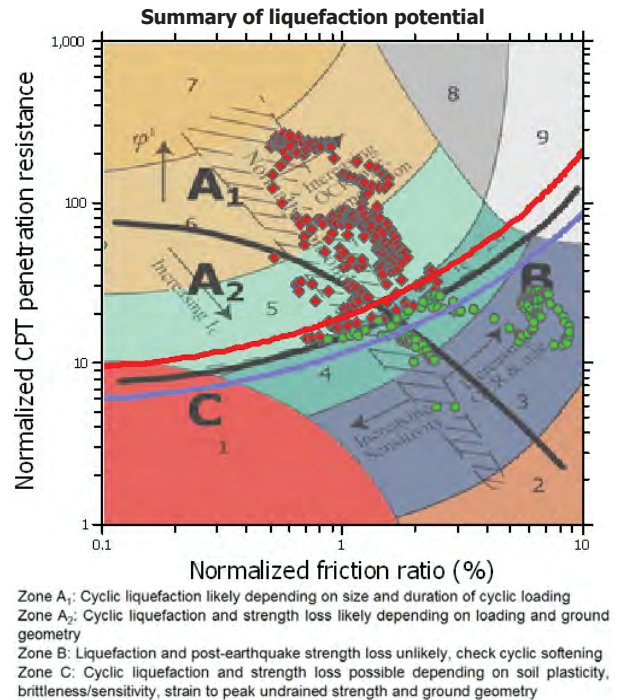 Summary of liquefaction potential
Normalized CPT penetration resistance
1,000
100
10
1
7
8
9
φ'
A1
6
A2
Increasing Ic
5
Increasing
OCR
B
4
C
1
3
Increasing
Sensitivity
2
0.1
1
10
Normalized friction ratio (%)
Zone A1: Cyclic liquefaction likely depending on size and duration of cyclic loading
Zone A2: Cyclic liquefaction and strength loss likely depending on loading and ground
geometry
Zone B: Liquefaction and post-earthquake strength loss unlikely, check cyclic softening
Zone C: Cyclic liquefaction and strength loss possible depending on soil plasticity,
brittleness/sensitivity, strain to peak undrained strength and ground geometry